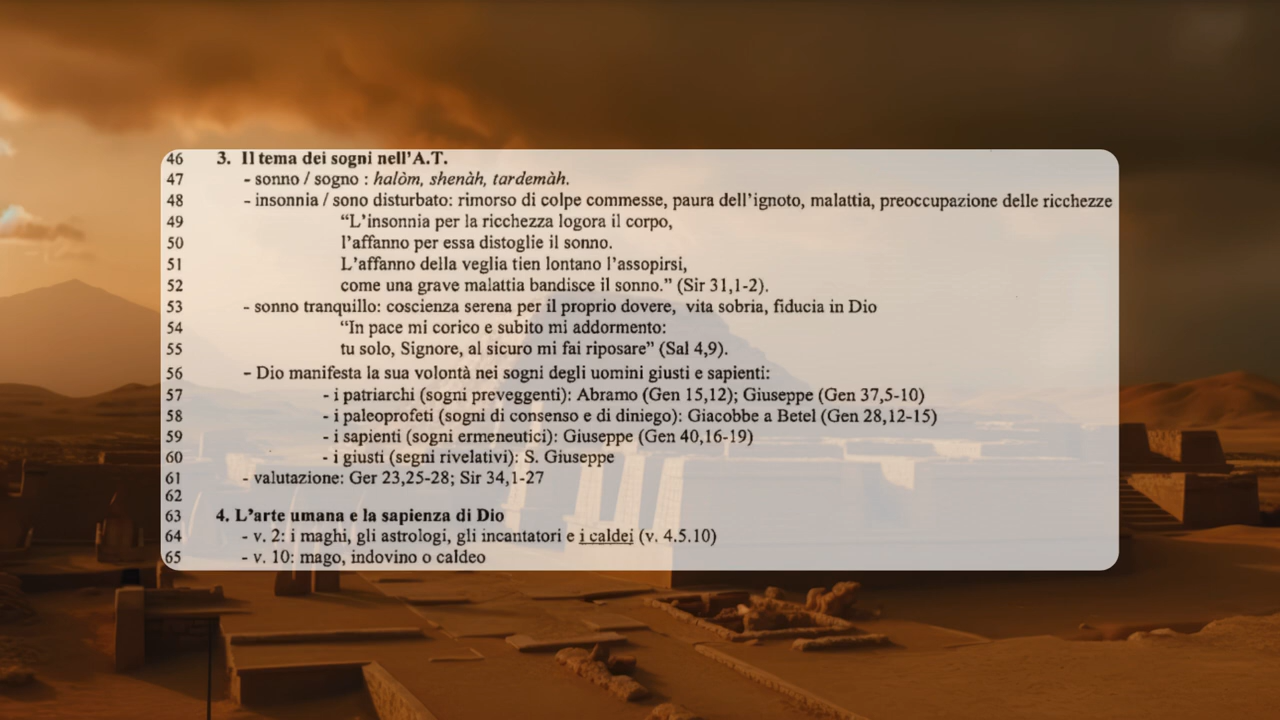 46 3. Il tema dei sogni nell'A.T.
47 - sonno / sogno : halòm, shenàh, tardemàh.
48 - insonnia / sono disturbato: rimorso di colpe commesse, paura dell'ignoto, malattia, preoccupazione delle ricchezze
49 “L'insonnia per la ricchezza logora il corpo,
50 l'affanno per essa distoglie il sonno.
51 L'affanno della veglia tien lontano l'assopirsi,
52 come una grave malattia bandisce il sonno.” (Sir 31,1-2).
53 - sonno tranquillo: coscienza serena per il proprio dovere, vita sobria, fiducia in Dio
54 “In pace mi corico e subito mi addormento:
55 tu solo, Signore, al sicuro mi fai riposare” (Sal 4,9).
56 - Dio manifesta la sua volontà nei sogni degli uomini giusti e sapienti:
57 - i patriarchi (sogni preveggenti): Abramo (Gen 15,12); Giuseppe (Gen 37,5-10)
58 - i paleoprofeti (sogni di consenso e di diniego): Giacobbe a Betel (Gen 28,12-15)
59 - i sapienti (sogni ermeneutici): Giuseppe (Gen 40,16-19)
60 - i giusti (segni rivelativi): S. Giuseppe
61 - valutazione: Ger 23,25-28; Sir 34,1-27
62
63 4. L'arte umana e la sapienza di Dio
64 - v. 2: i maghi, gli astrologi, gli incantatori e i caldei (v. 4.5.10)
65 - v. 10: mago, indovino o caldeo